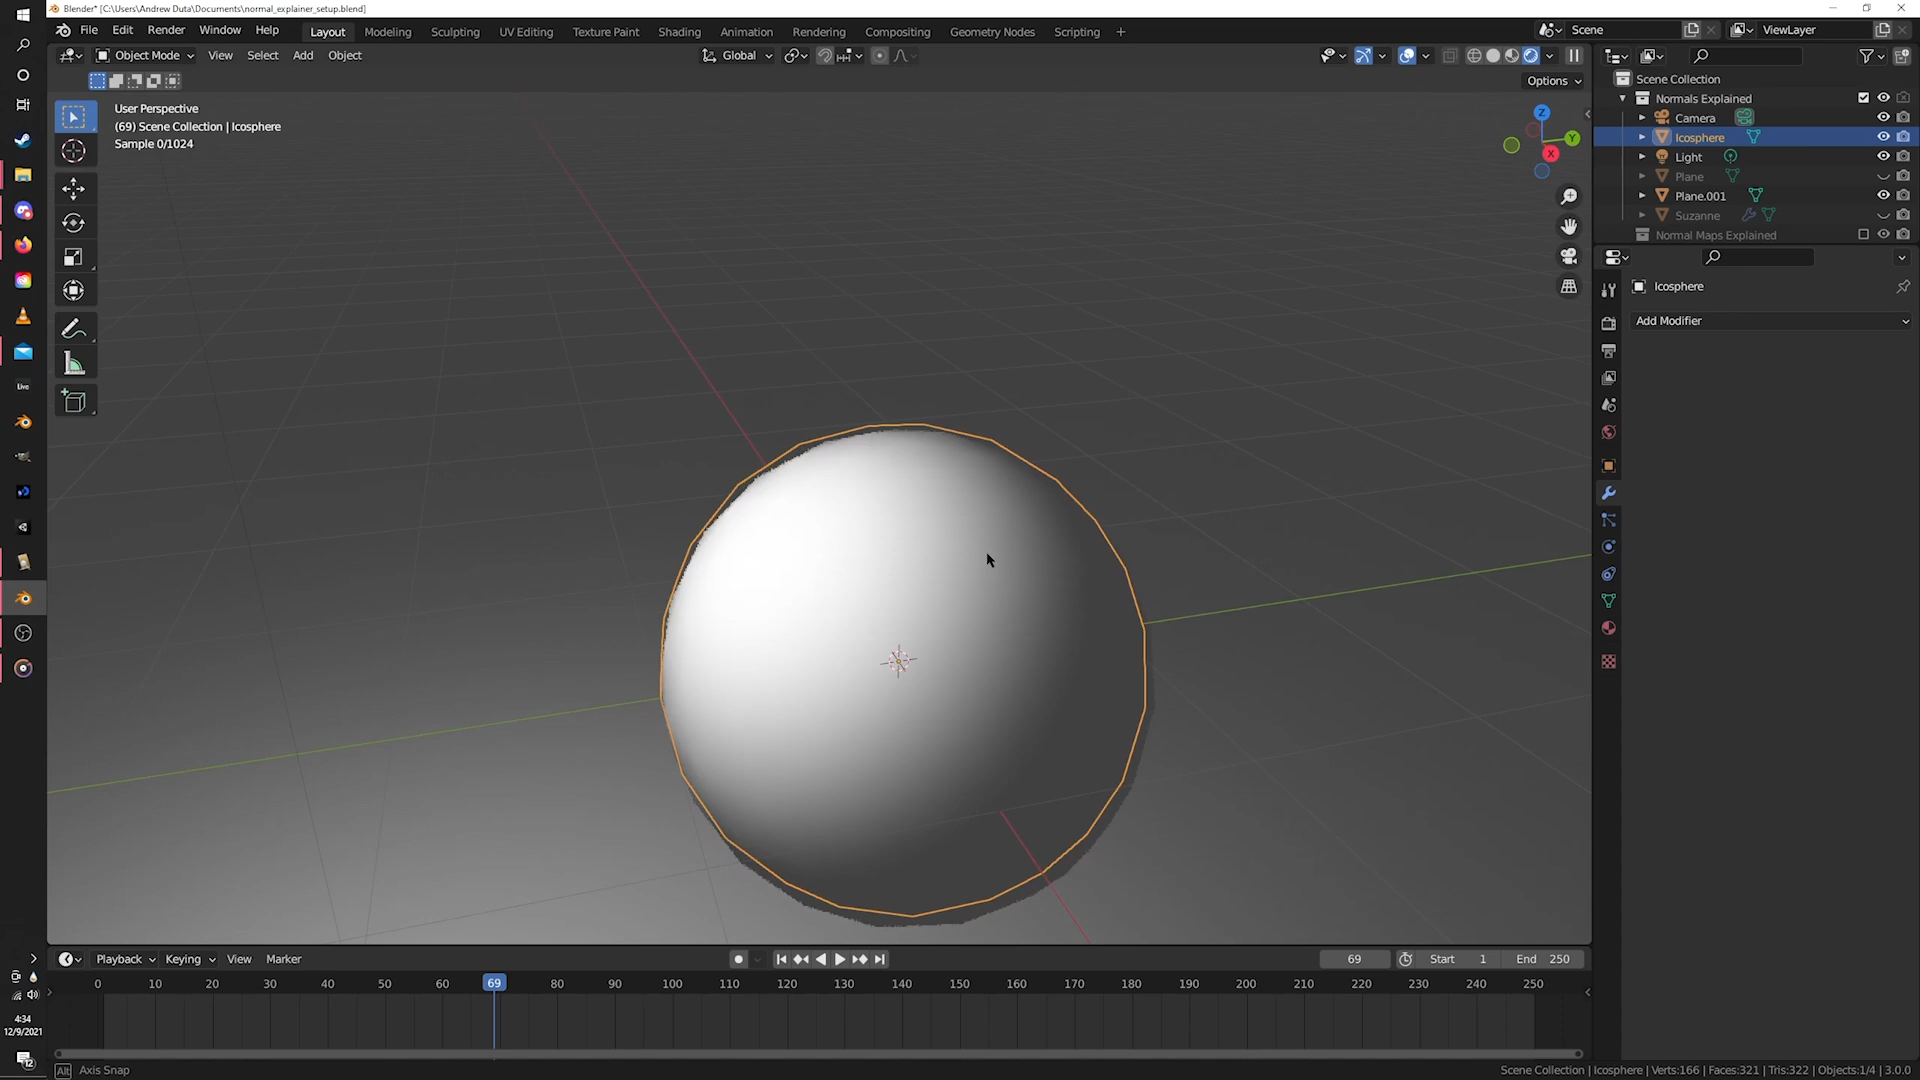 Blender* [C:\Users\Andrew Duta\Documents\normal_explainer_setup.blend]
File Edit Render Window Help Layout Modeling Sculpting UV Editing Texture Paint Shading Animation Rendering Compositing Geometry Nodes Scripting + Scene ViewLayer
Object Mode View Select Add Object Global
Options
User Perspective
(69) Scene Collection | Icosphere
Sample 0/1024
Z
Y
X
Scene Collection
Normals Explained
Camera
Icosphere
Light
Plane
Plane.001
Suzanne
Normal Maps Explained
Icosphere
Add Modifier
Live
Playback Keying View Marker 69 Start 1 End 250
0 10 20 30 40 50 60 69 80 90 100 110 120 130 140 150 160 170 180 190 200 210 220 230 240 250
4:34
12/9/2021
12
Alt Axis Snap
Scene Collection | Icosphere | Verts:166 | Faces:321 | Tris:322 | Objects:1/4 | 3.0.0